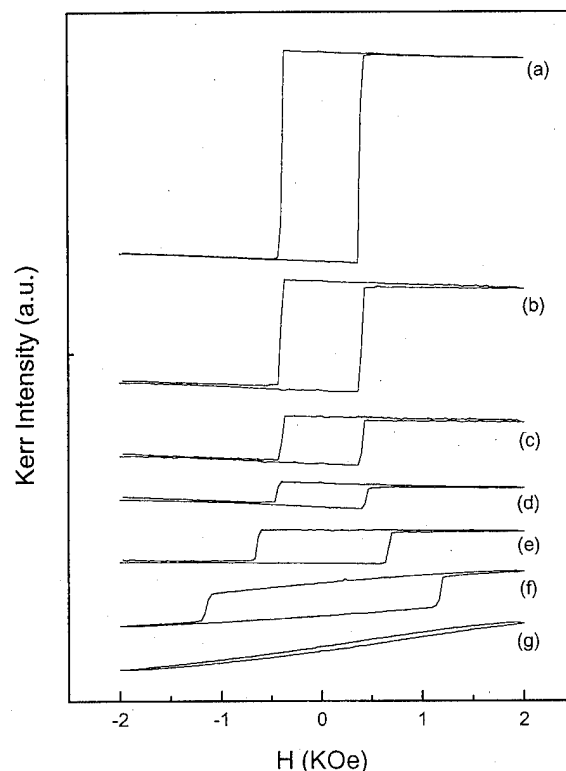 (a)
(b)
(c)
(d)
(e)
(f)
(g)
Kerr Intensity (a.u.)
-2 -1 0 1 2
H (KOe)